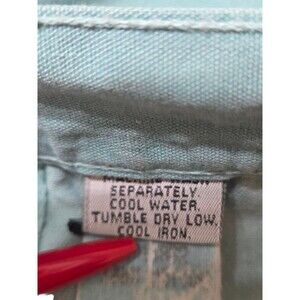 SEPARATELY.
COOL WATER.
TUMBLE DRY LOW.
COOL IRON.